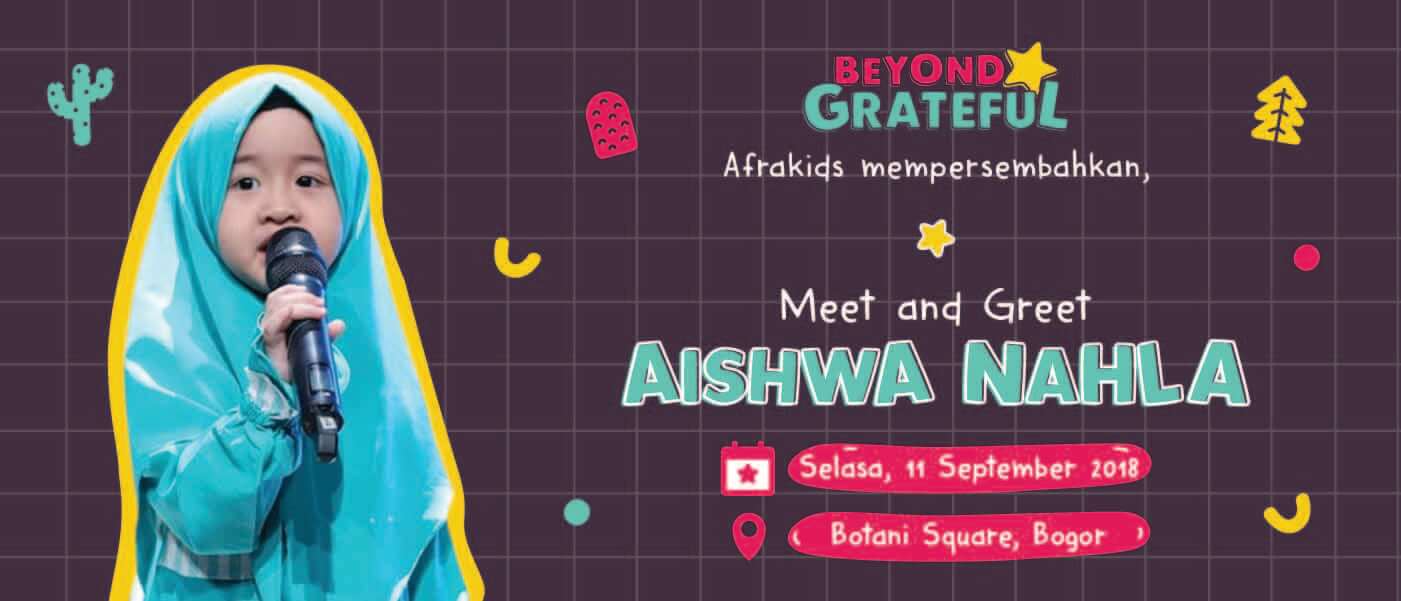 BEYOND
GRATEFUL
Afrakids mempersembahkan,
Meet and Greet
AISHWA NAHLA
Selasa, 11 September 2018
Botani Square, Bogor